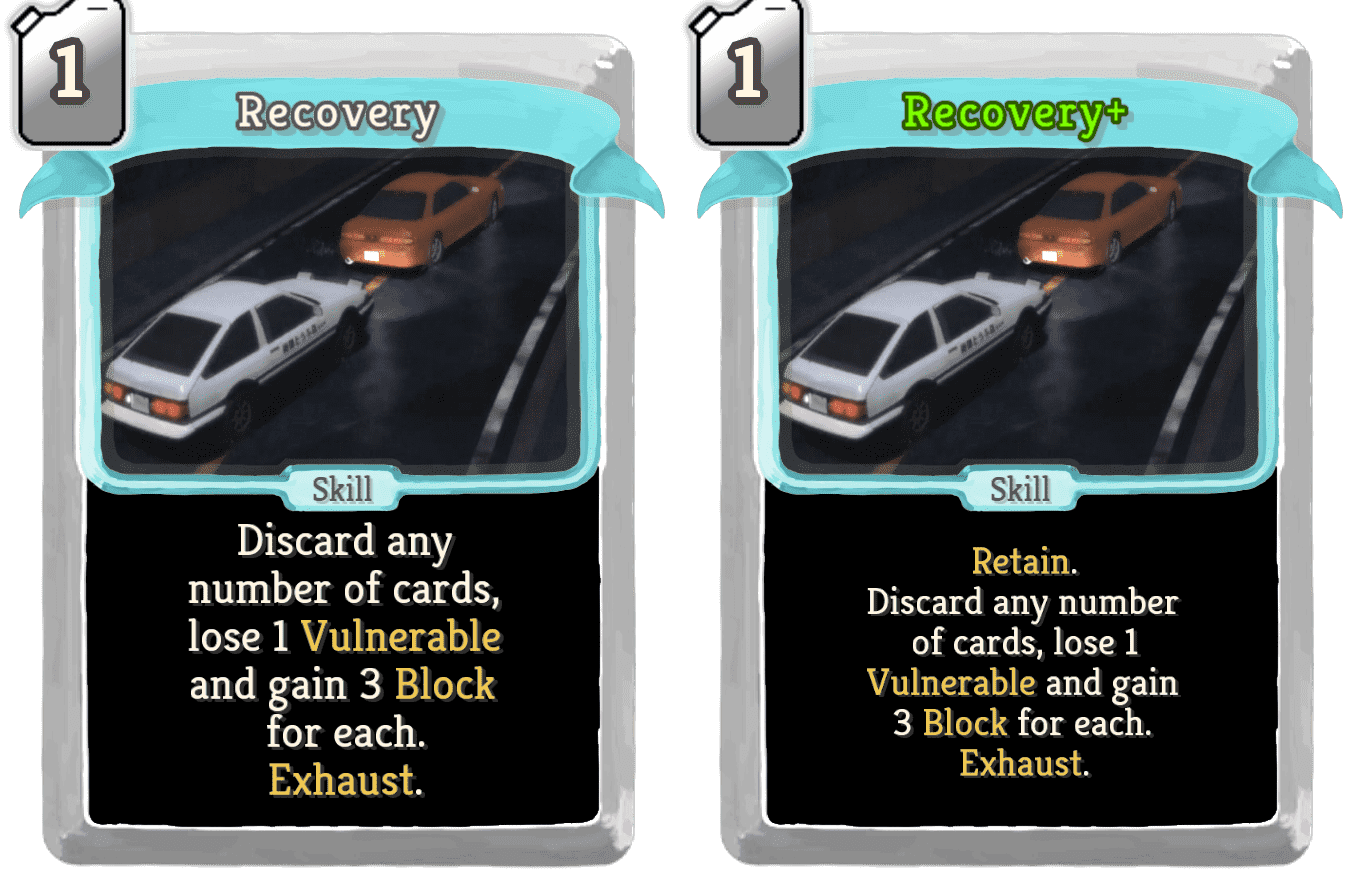 1
Recovery
Skill
Discard any
number of cards,
lose 1 Vulnerable
and gain 3 Block
for each.
Exhaust.
1
Recovery+
Skill
Retain.
Discard any number
of cards, lose 1
Vulnerable and gain
3 Block for each.
Exhaust.